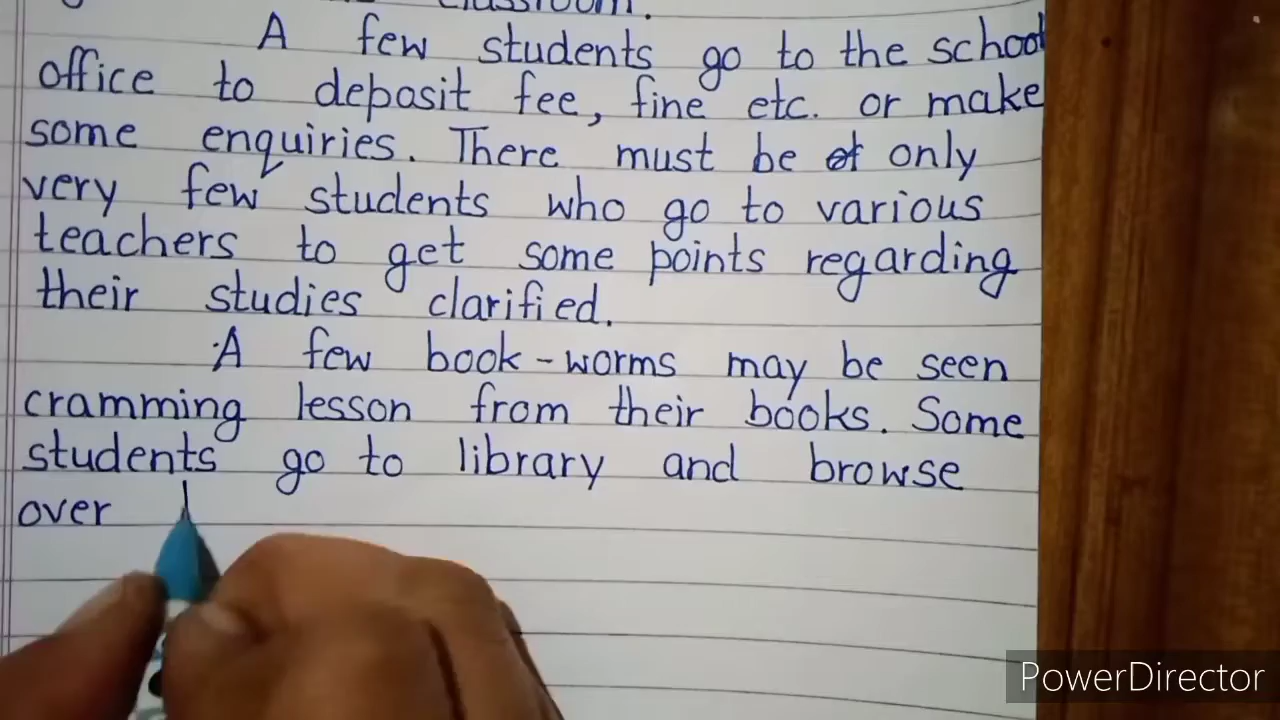 classroom.
A few students go to the school
office to deposit fee, fine etc. or make
some enquiries. There must be only
very few students who go to various
teachers to get some points regarding
their studies clarified.
A few book-worms may be seen
cramming lesson from their books. Some
students go to library and browse
over
PowerDirector